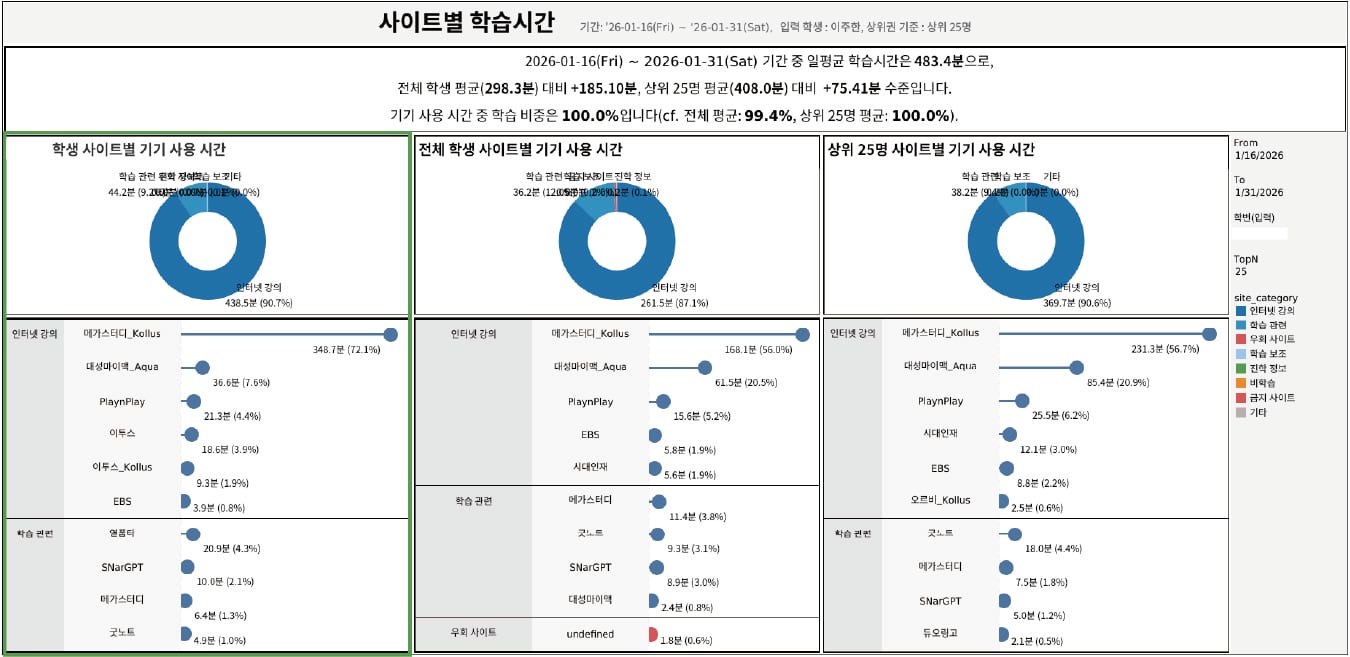 사이트별 학습시간 기간: '26-01-16(Fri) ~ '26-01-31(Sat), 입력 학생 : 이주한, 상위권 기준 : 상위 25명
2026-01-16(Fri) ~ 2026-01-31(Sat) 기간 중 일평균 학습시간은 483.4분으로,
전체 학생 평균(298.3분) 대비 +185.10분, 상위 25명 평균(408.0분) 대비 +75.41분 수준입니다.
기기 사용 시간 중 학습 비중은 100.0%입니다(cf. 전체 평균: 99.4%, 상위 25명 평균: 100.0%).
학생 사이트별 기기 사용 시간
학습 관련
기타
44.2분
인터넷 강의
438.5분 (90.7%)
인터넷 강의
메가스터디_Kollus
348.7분 (72.1%)
대성마이맥_Aqua
36.6분 (7.6%)
PlaynPlay
21.3분 (4.4%)
이투스
18.6분 (3.9%)
이투스_Kollus
9.3분 (1.9%)
EBS
3.9분 (0.8%)
학습 관련
열품타
20.9분 (4.3%)
SNarGPT
10.0분 (2.1%)
메가스터디
6.4분 (1.3%)
굿노트
4.9분 (1.0%)
전체 학생 사이트별 기기 사용 시간
학습 관련
진학 정보
36.2분
(0.1%)
인터넷 강의
261.5분 (87.1%)
인터넷 강의
메가스터디_Kollus
168.1분 (56.0%)
대성마이맥_Aqua
61.5분 (20.5%)
PlaynPlay
15.6분 (5.2%)
EBS
5.8분 (1.9%)
시대인재
5.6분 (1.9%)
학습 관련
메가스터디
11.4분 (3.8%)
굿노트
9.3분 (3.1%)
SNarGPT
8.9분 (3.0%)
대성마이맥
2.4분 (0.8%)
우회 사이트
undefined
1.8분 (0.6%)
상위 25명 사이트별 기기 사용 시간
학습 보조
기타
38.2분
(0.0%)
인터넷 강의
369.7분 (90.6%)
인터넷 강의
메가스터디_Kollus
231.3분 (56.7%)
대성마이맥_Aqua
85.4분 (20.9%)
PlaynPlay
25.5분 (6.2%)
시대인재
12.1분 (3.0%)
EBS
8.8분 (2.2%)
오르비_Kollus
2.5분 (0.6%)
학습 관련
굿노트
18.0분 (4.4%)
메가스터디
7.5분 (1.8%)
SNarGPT
5.0분 (1.2%)
듀오링고
2.1분 (0.5%)
From
1/16/2026
To
1/31/2026
학번(입력)
TopN
25
site_category
인터넷 강의
학습 관련
우회 사이트
학습 보조
진학 정보
비학습
금지 사이트
기타